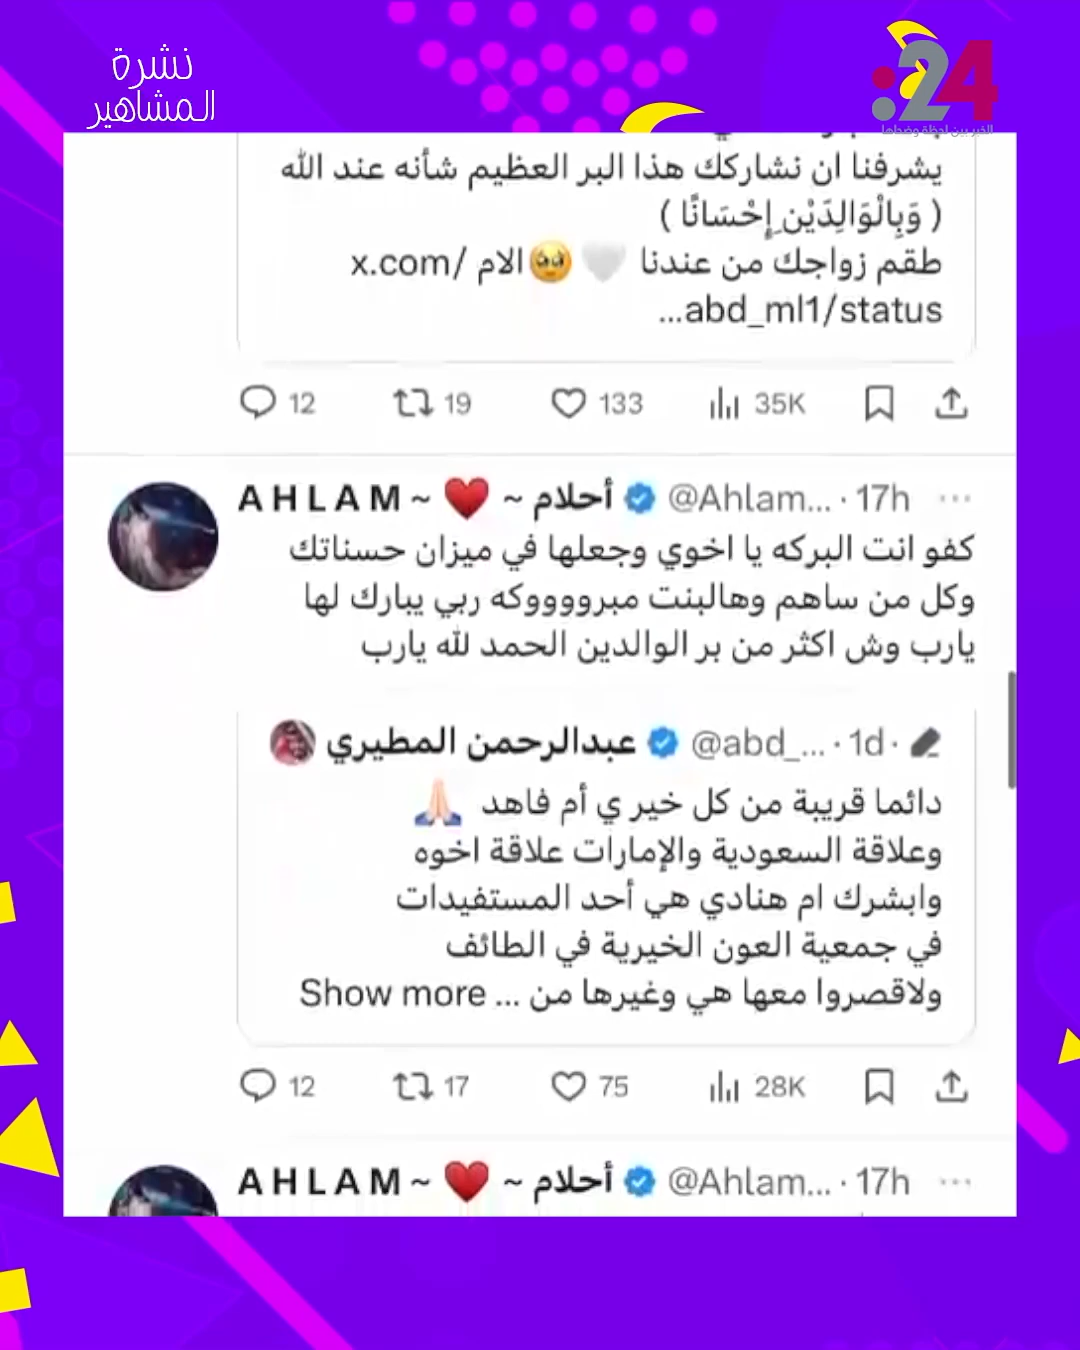 نشرة
المشاهير
:24
الخبر بين لحظة وضحاها
يشرفنا ان نشاركك هذا البر العظيم شأنه عند الله
( وَبِالْوَالِدَيْنِ إِحْسَانًا )
طقم زواجك من عندنا 🤍 🥹 الام /x.com
abd_ml1/status...
12 19 133 35K
AHLAM ~ ❤️ ~ أحلام @Ahlam... · 17h ...
كفو انت البركه يا اخوي وجعلها في ميزان حسناتك
وكل من ساهم وهالبنت مبرووووكه ربي يبارك لها
يارب وش اكثر من بر الوالدين الحمد لله يارب
عبدالرحمن المطيري @abd_... · 1d ·
دائما قريبة من كل خير ي أم فاهد 🙏🏻
وعلاقة السعودية والإمارات علاقة اخوه
وابشرك ام هنادي هي أحد المستفيدات
في جمعية العون الخيرية في الطائف
ولاقصروا معها هي وغيرها من ... Show more
12 17 75 28K
AHLAM ~ ❤️ ~ أحلام @Ahlam... · 17h ...